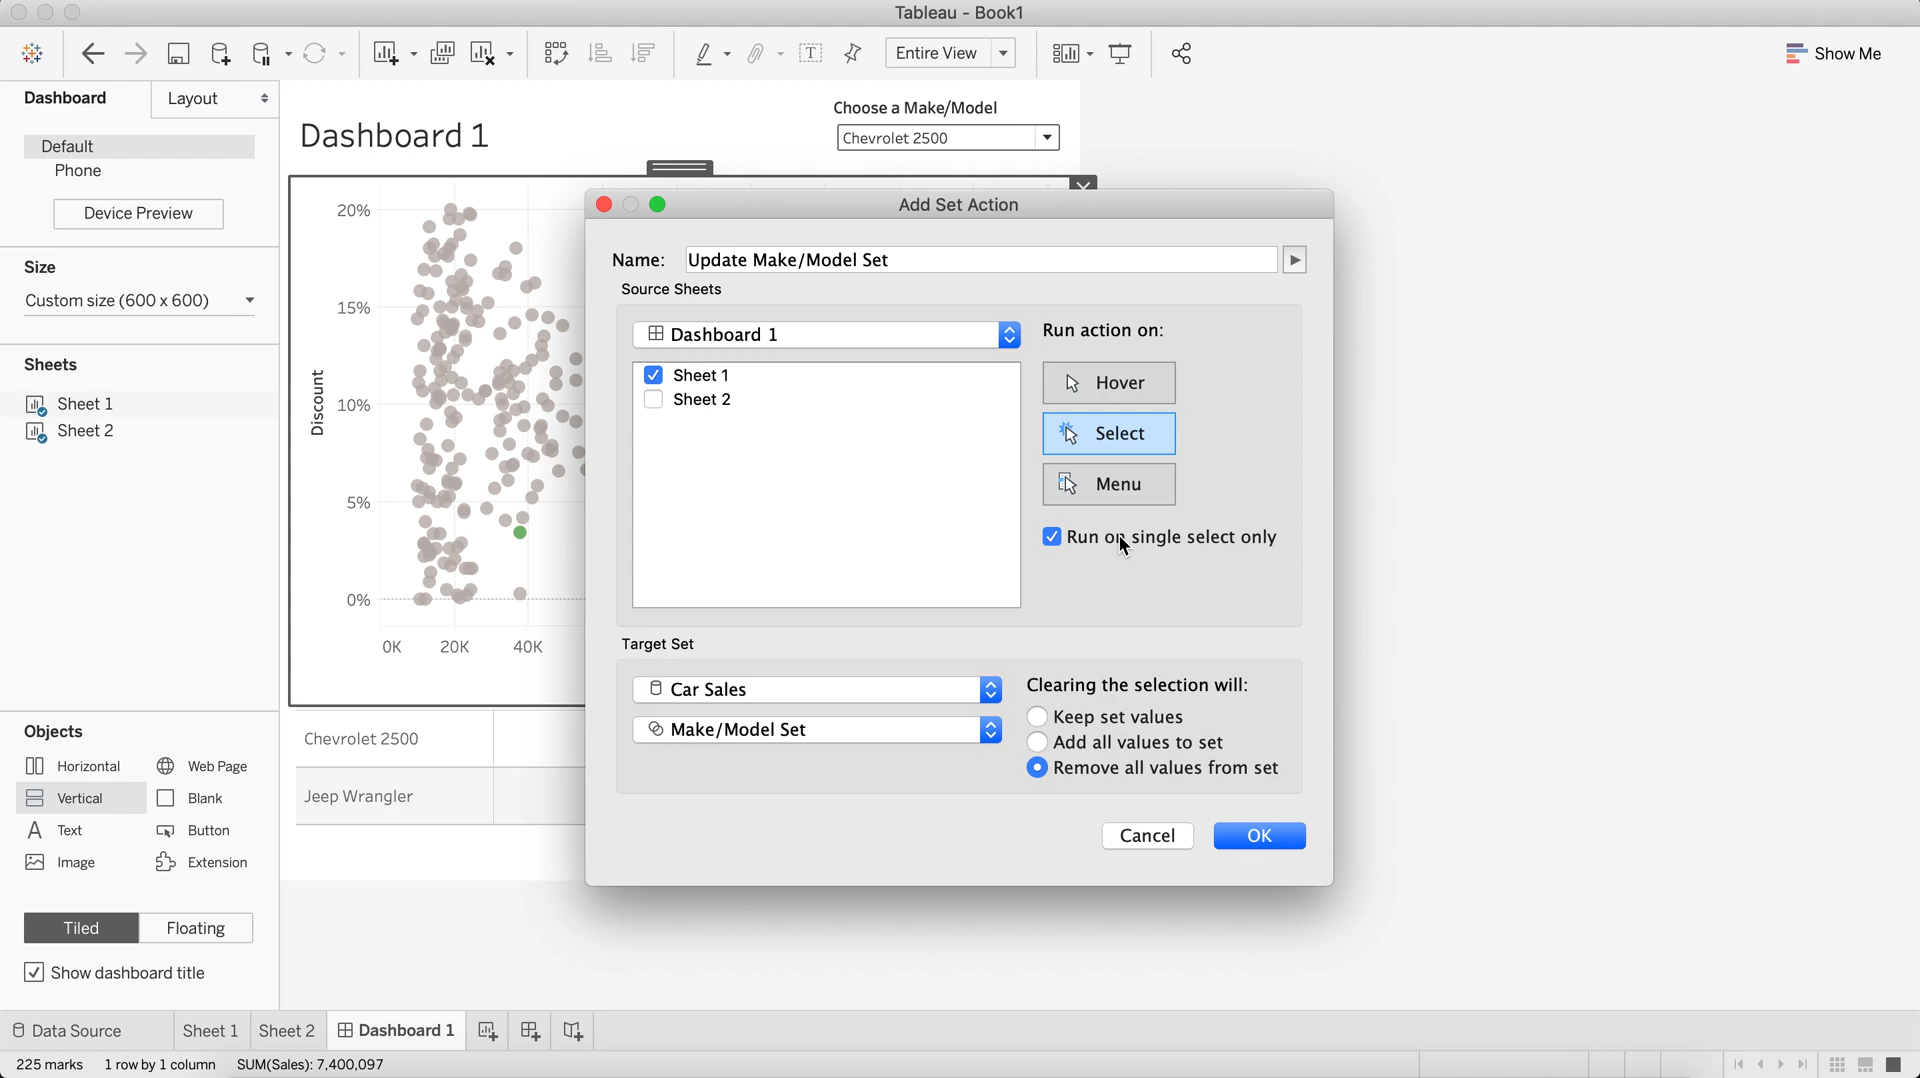 Tableau - Book1
Entire View
Show Me
Dashboard
Layout
Default
Phone
Device Preview
Size
Custom size (600 x 600)
Sheets
Sheet 1
Sheet 2
Objects
Horizontal
Web Page
Vertical
Blank
Text
Button
Image
Extension
Tiled
Floating
Show dashboard title
Dashboard 1
Choose a Make/Model
Chevrolet 2500
20%
15%
10%
5%
0%
Discount
0K
20K
40K
Chevrolet 2500
Jeep Wrangler
Add Set Action
Name:
Update Make/Model Set
Source Sheets
Dashboard 1
Sheet 1
Sheet 2
Run action on:
Hover
Select
Menu
Run on single select only
Target Set
Car Sales
Make/Model Set
Clearing the selection will:
Keep set values
Add all values to set
Remove all values from set
Cancel
OK
Data Source
Sheet 1
Sheet 2
Dashboard 1
225 marks
1 row by 1 column
SUM(Sales): 7,400,097